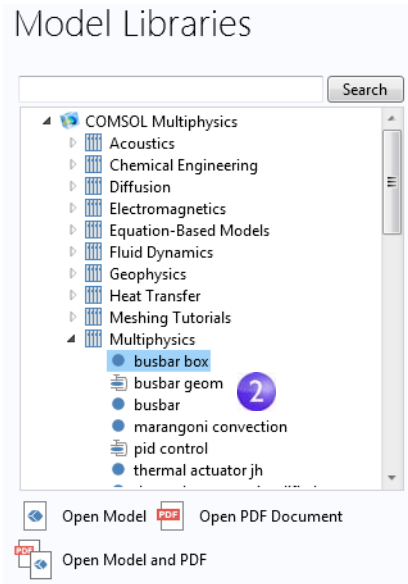 Model Libraries
Search
COMSOL Multiphysics
Acoustics
Chemical Engineering
Diffusion
Electromagnetics
Equation-Based Models
Fluid Dynamics
Geophysics
Heat Transfer
Meshing Tutorials
Multiphysics
busbar box
busbar geom
2
busbar
marangoni convection
pid control
thermal actuator jh
Open Model PDF Open PDF Document
PDF Open Model and PDF